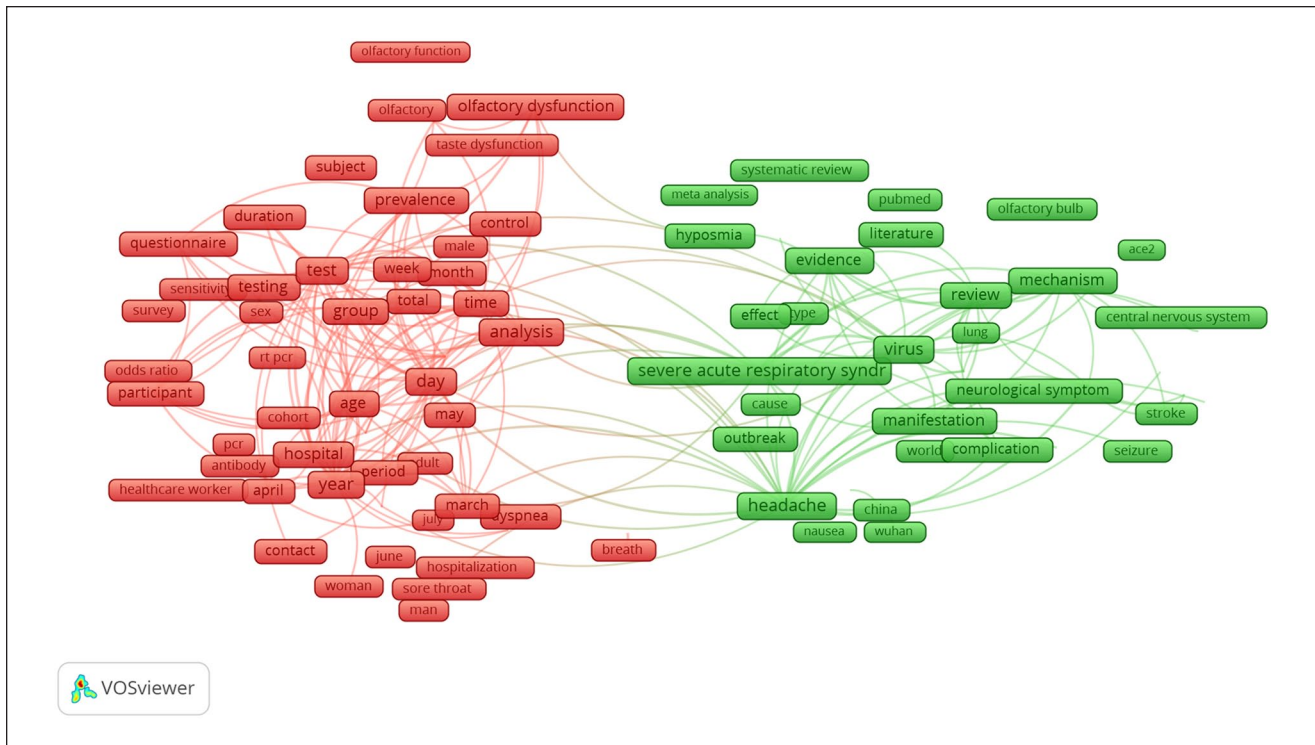 olfactory function
olfactory
olfactory dysfunction
taste dysfunction
subject
prevalence
duration
control
questionnaire
male
test
week
month
sensitivity
testing
survey
sex
group
total
time
analysis
rt pcr
odds ratio
participant
day
age
may
cohort
pcr
hospital
antibody
period
adult
healthcare worker
april
year
march
july
dyspnea
contact
june
breath
hospitalization
woman
sore throat
man
systematic review
meta analysis
pubmed
olfactory bulb
hyposmia
literature
ace2
evidence
mechanism
review
effect
type
central nervous system
lung
virus
severe acute respiratory syndr
neurological symptom
cause
manifestation
stroke
outbreak
world
complication
seizure
headache
china
nausea
wuhan
VOSviewer